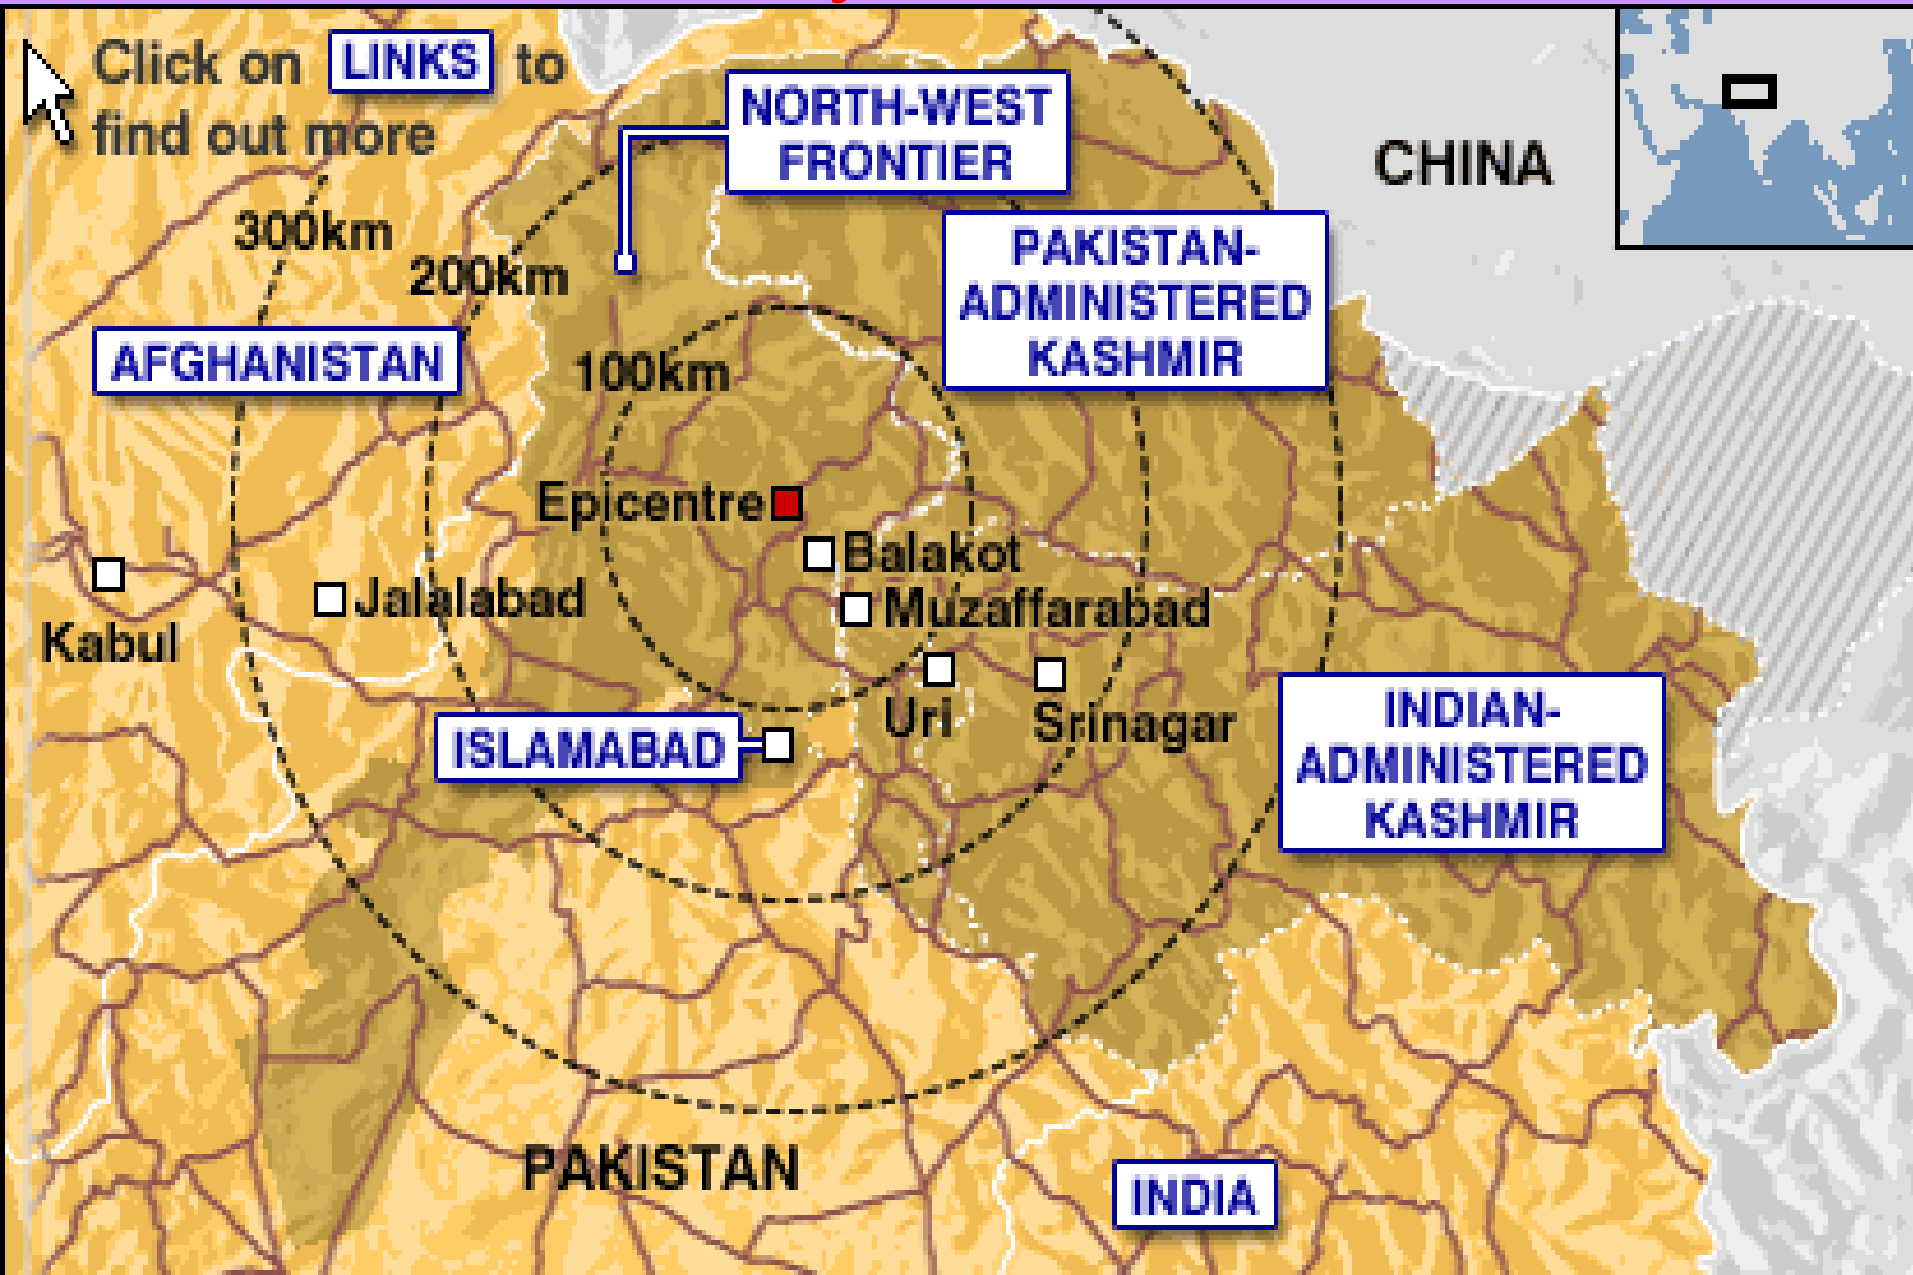 Click on LINKS to
find out more
NORTH-WEST
FRONTIER
CHINA
300km
200km
PAKISTAN-
ADMINISTERED
KASHMIR
AFGHANISTAN
100km
Epicentre
Balakot
Jalalabad
Muzaffarabad
Kabul
Uri
Srinagar
ISLAMABAD
INDIAN-
ADMINISTERED
KASHMIR
PAKISTAN
INDIA